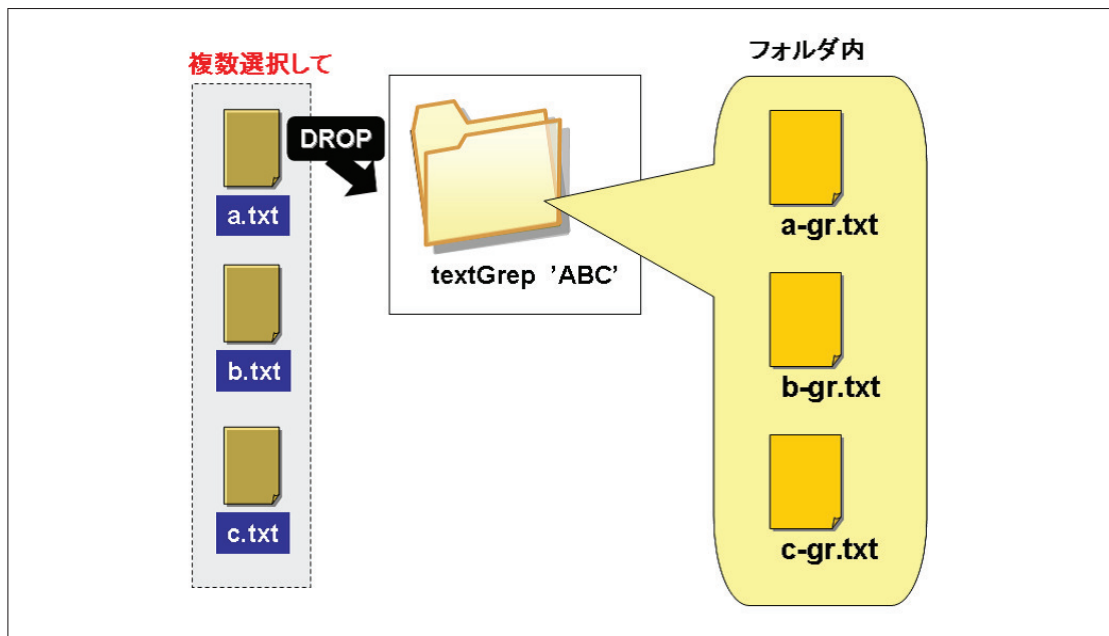 複数選択して
a.txt
b.txt
c.txt
DROP
textGrep ’ABC’
フォルダ内
a-gr.txt
b-gr.txt
c-gr.txt